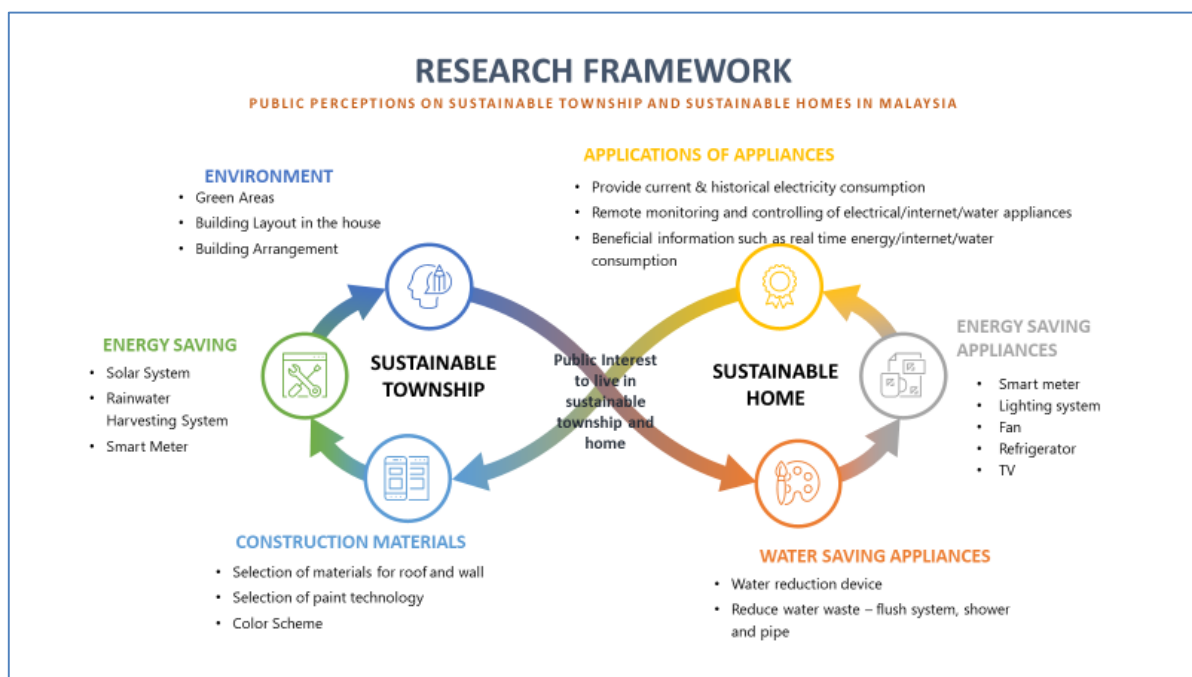 RESEARCH FRAMEWORK
PUBLIC PERCEPTIONS ON SUSTAINABLE TOWNSHIP AND SUSTAINABLE HOMES IN MALAYSIA
ENVIRONMENT
• Green Areas
• Building Layout in the house
• Building Arrangement
APPLICATIONS OF APPLIANCES
• Provide current & historical electricity consumption
• Remote monitoring and controlling of electrical/internet/water appliances
• Beneficial information such as real time energy/internet/water
consumption
ENERGY SAVING
• Solar System
• Rainwater
Harvesting System
• Smart Meter
SUSTAINABLE
TOWNSHIP
Public Interest
to live in
sustainable
township and
home
SUSTAINABLE
HOME
ENERGY SAVING
APPLIANCES
• Smart meter
• Lighting system
• Fan
• Refrigerator
• TV
CONSTRUCTION MATERIALS
• Selection of materials for roof and wall
• Selection of paint technology
• Color Scheme
WATER SAVING APPLIANCES
• Water reduction device
• Reduce water waste – flush system, shower
and pipe